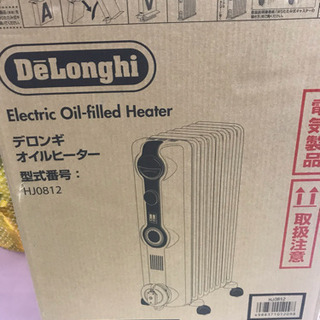 A
V
DeLonghi
Electric Oil-filled Heater
デロンギ
オイルヒーター
型式番号：
HJ0812
電気製品
取扱注意
HJ0812